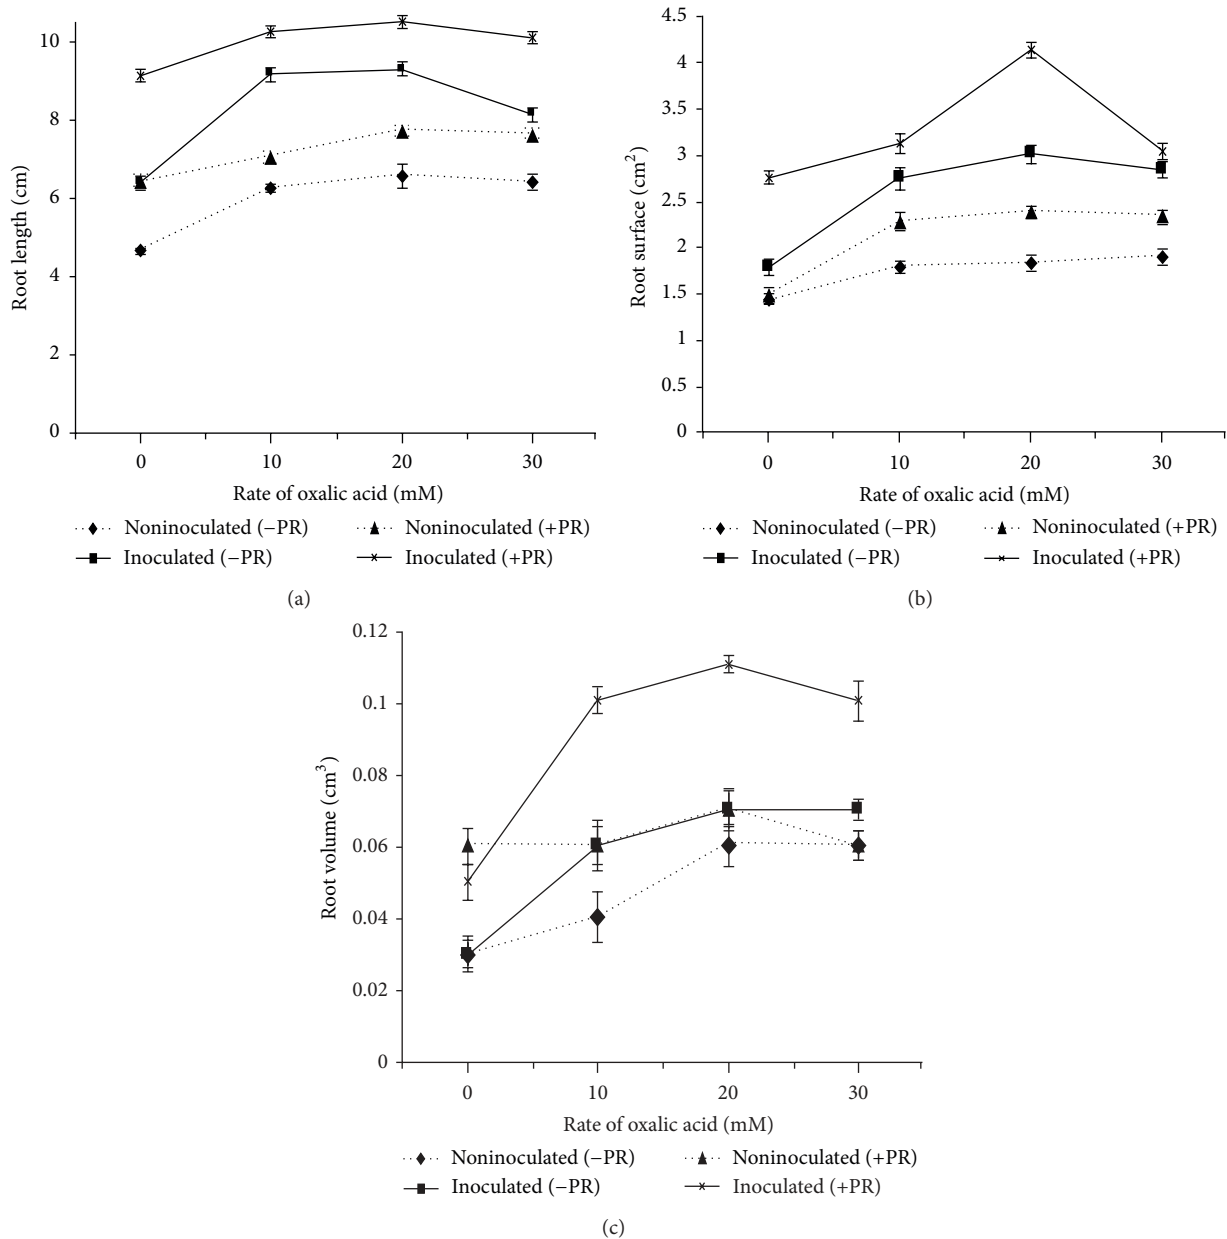 10
8
6
4
2
0
Root length (cm)
0 10 20 30
Rate of oxalic acid (mM)
Noninoculated (−PR) Noninoculated (+PR)
Inoculated (−PR) Inoculated (+PR)
(a)
4.5
4
3.5
3
2.5
2
1.5
1
0.5
0
Root surface (cm²)
0 10 20 30
Rate of oxalic acid (mM)
Noninoculated (−PR) Noninoculated (+PR)
Inoculated (−PR) Inoculated (+PR)
(b)
0.12
0.1
0.08
0.06
0.04
0.02
0
Root volume (cm³)
0 10 20 30
Rate of oxalic acid (mM)
Noninoculated (−PR) Noninoculated (+PR)
Inoculated (−PR) Inoculated (+PR)
(c)